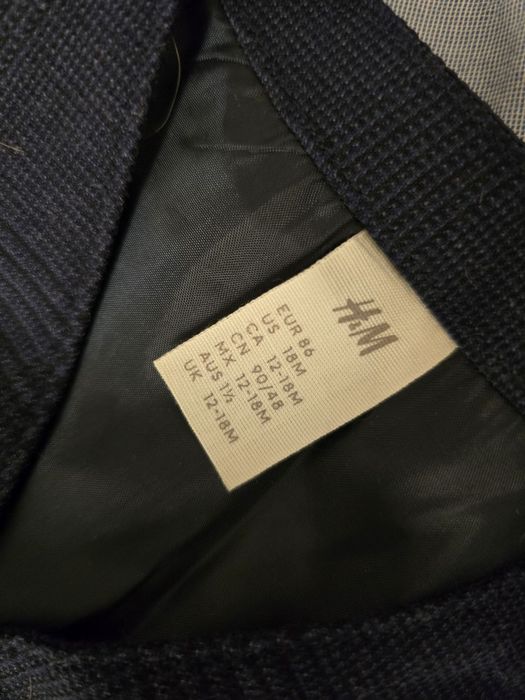 H&M
EUR 86
US 18M
CA 12-18M
CN 90/48
MX 12-18M
AUS 1½
UK 12-18M